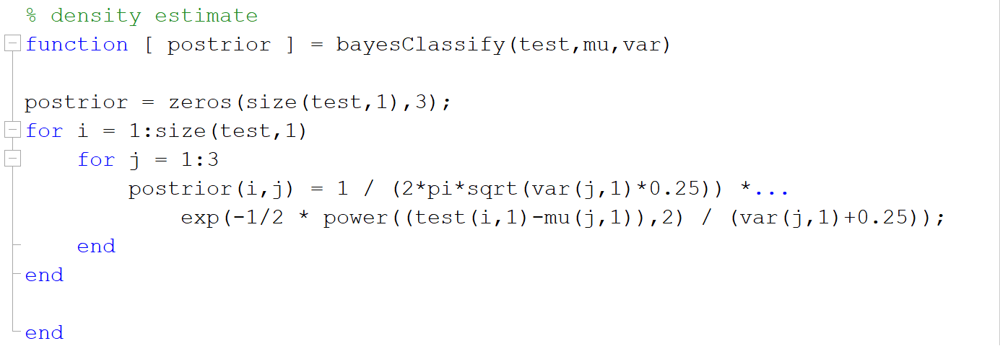 % density estimate
function [ postrior ] = bayesClassify(test,mu,var)
postrior = zeros(size(test,1),3);
for i = 1:size(test,1)
for j = 1:3
postrior(i,j) = 1 / (2*pi*sqrt(var(j,1)*0.25)) *...
exp(-1/2 * power((test(i,1)-mu(j,1)),2) / (var(j,1)+0.25));
end
end
end